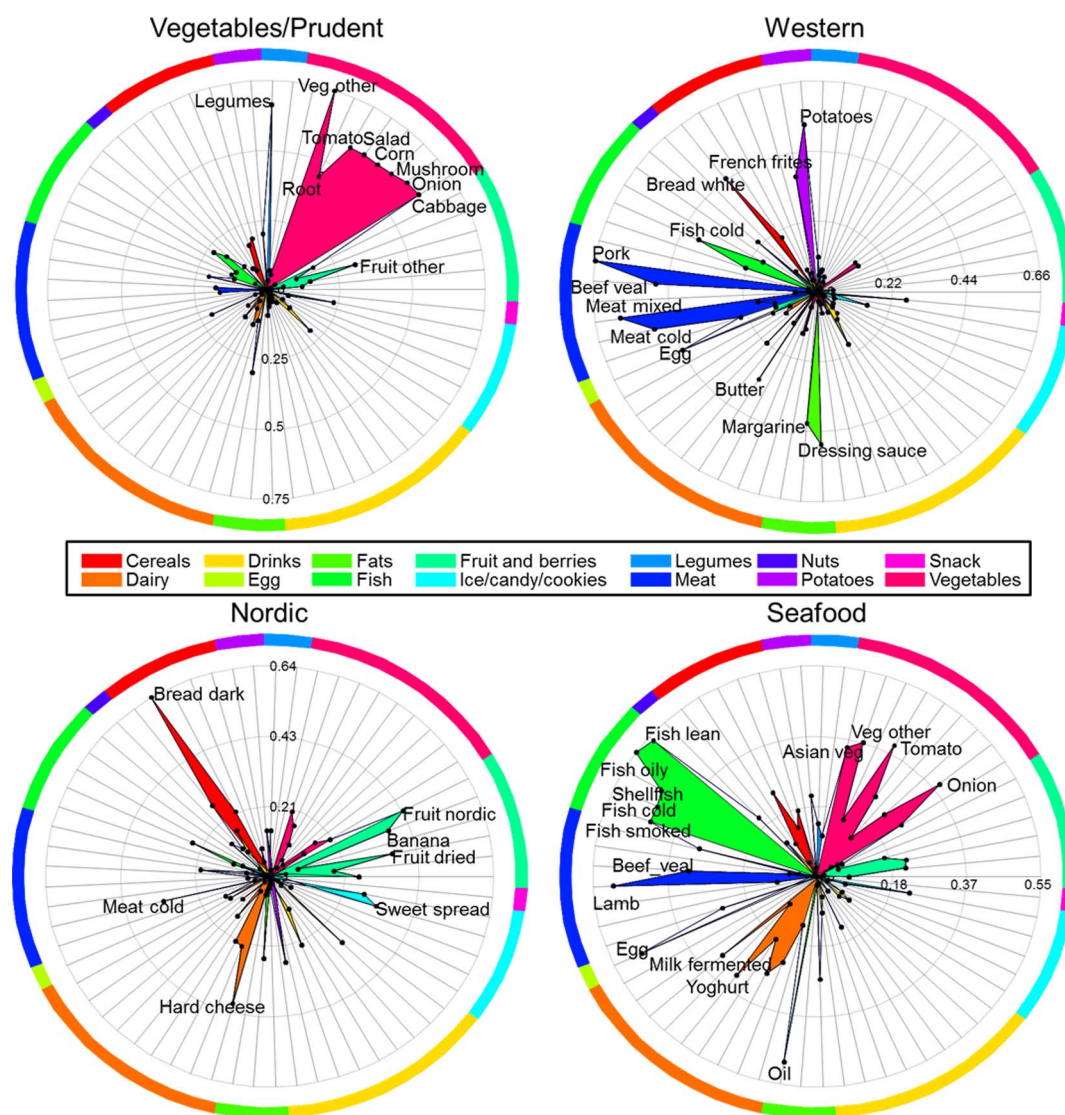 Vegetables/Prudent
Legumes
Veg other
Tomato
Salad
Corn
Mushroom
Root
Onion
Cabbage
Fruit other
0.25
0.5
0.75
Western
Potatoes
French frites
Bread white
Fish cold
Pork
Beef veal
Meat mixed
Meat cold
Egg
Butter
Margarine
Dressing sauce
0.22
0.44
0.66
Cereals
Drinks
Fats
Fruit and berries
Legumes
Nuts
Snack
Dairy
Egg
Fish
Ice/candy/cookies
Meat
Potatoes
Vegetables
Nordic
0.64
Bread dark
0.43
0.21
Fruit nordic
Banana
Fruit dried
Meat cold
Sweet spread
Hard cheese
Seafood
Fish lean
Veg other
Asian veg
Tomato
Fish oily
Onion
Shellfish
Fish cold
Fish smoked
Beef_veal
0.18
0.37
0.55
Lamb
Egg
Milk fermented
Yoghurt
Oil